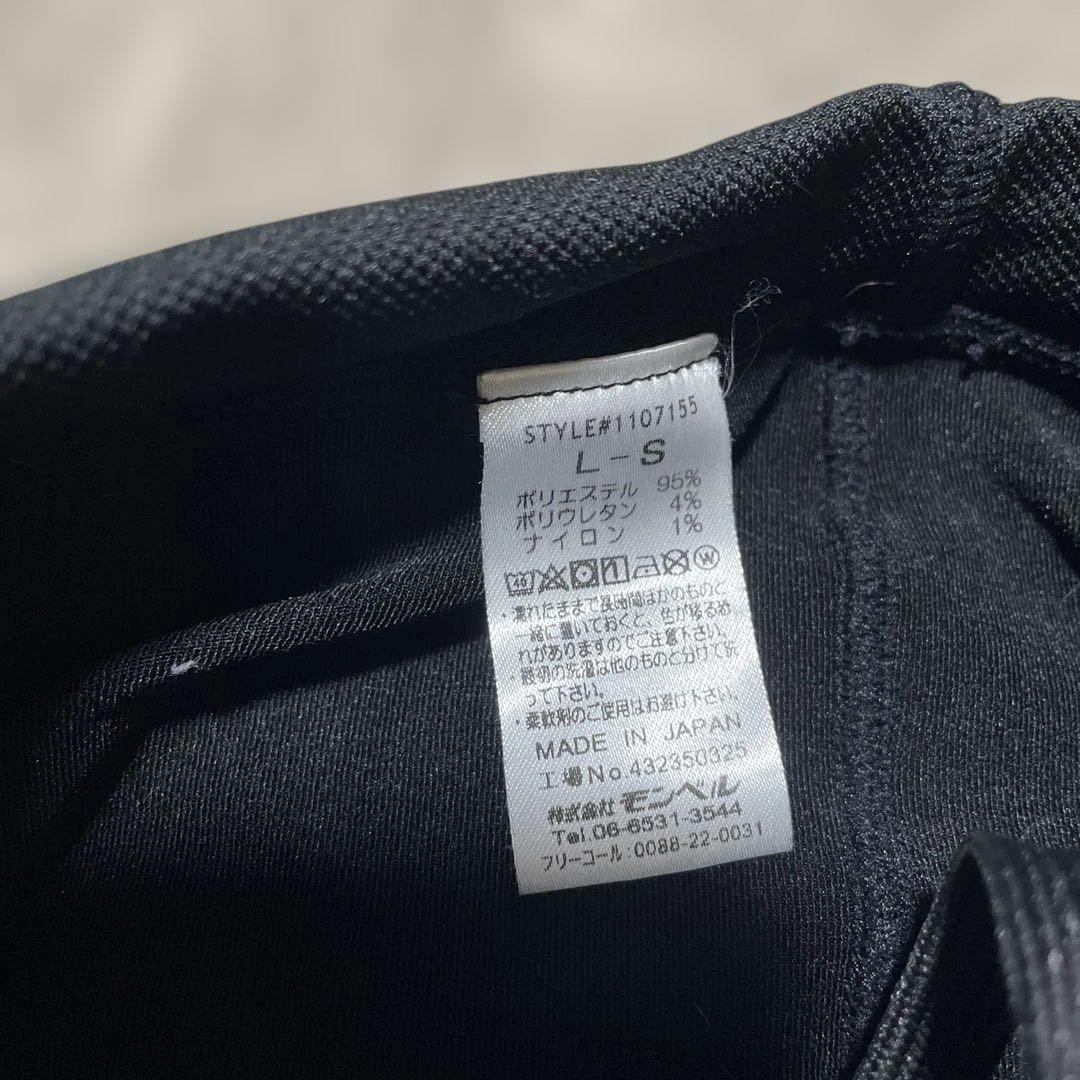 STYLE#1107155
L-S
ポリエステル 95%
ポリウレタン 4%
ナイロン 1%
40 1 W
・濡れたままで長時間ほかのものと
一緒に置いておくと、色が移るお
それがありますのでご注意下さい。
・最初の洗濯は他のものと分けて洗
って下さい。
・柔軟剤のご使用はお避け下さい。
MADE IN JAPAN
工場No.432350325
株式会社 モンベル
Tel.06-6531-3544
フリーコール:0088-22-0031